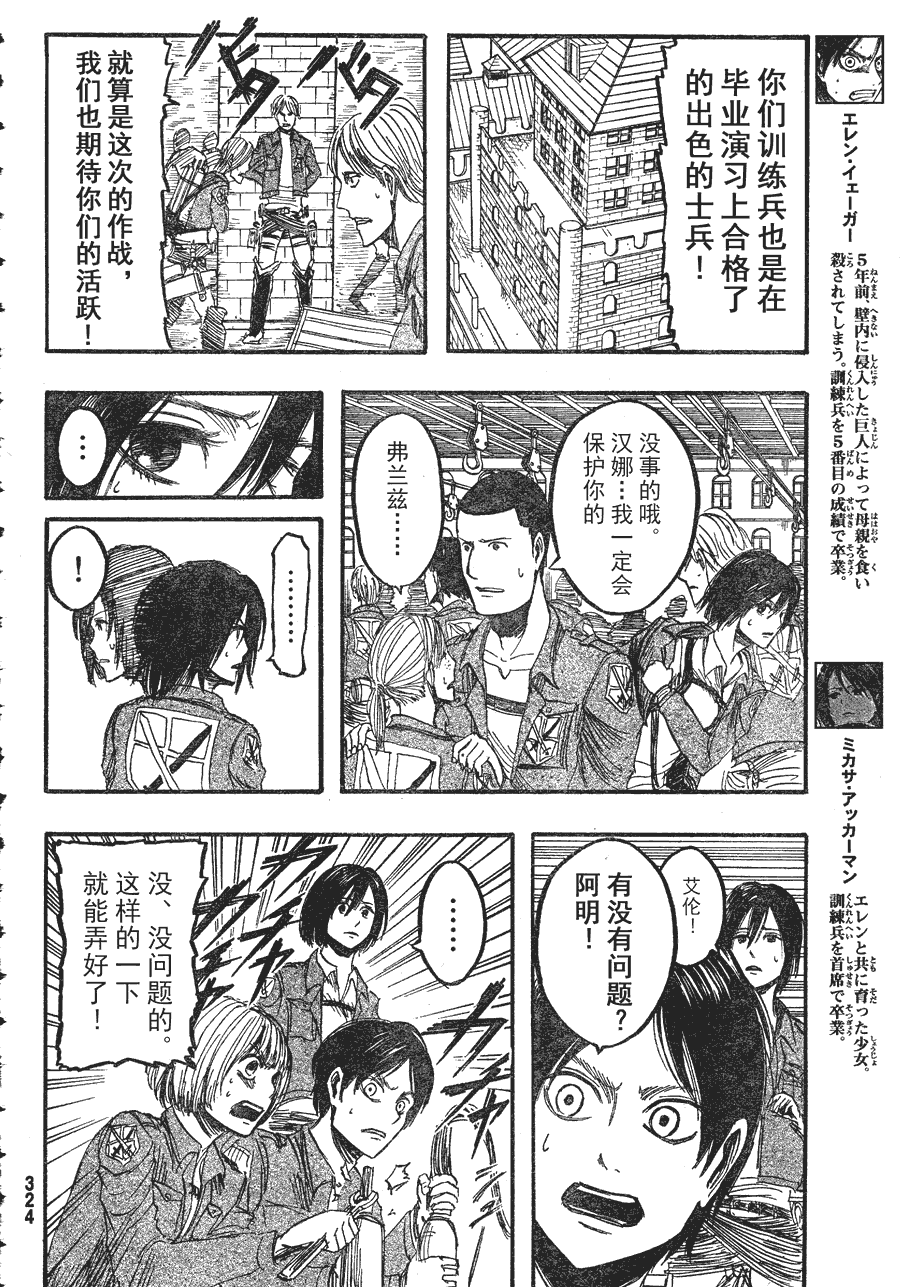 你们训练兵也是在
毕业演习上合格了
的出色的士兵！
就算是这次的作战，
我们也期待你们的活跃！
没事的哦。
汉娜…我一定会
保护你的
弗兰兹
……
…
……
！
艾伦！
有没有问题？
阿明！
……
没、没问题的。
这样的一下
就能弄好了！
エレン・イェーガー
5年前、壁内に侵入した巨人によって母親を食い
殺されてしまう。訓練兵を5番目の成績で卒業。
ミカサ・アッカーマン
エレンと共に育った少女。
訓練兵を首席で卒業。
324